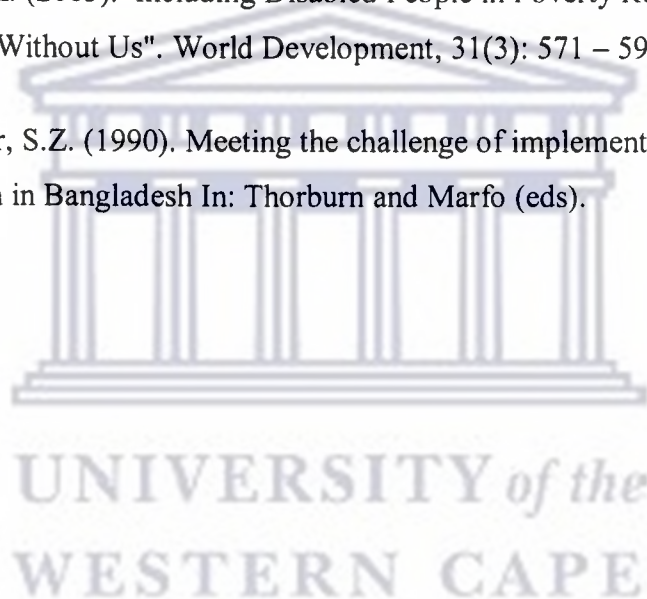 (2003). "Including Disabled People in Poverty
Without Us". World Development, 31(3): 571 – 59
r, S.Z. (1990). Meeting the challenge of implement
in Bangladesh In: Thorburn and Marfo (eds).
UNIVERSITY of the
WESTERN CAPE